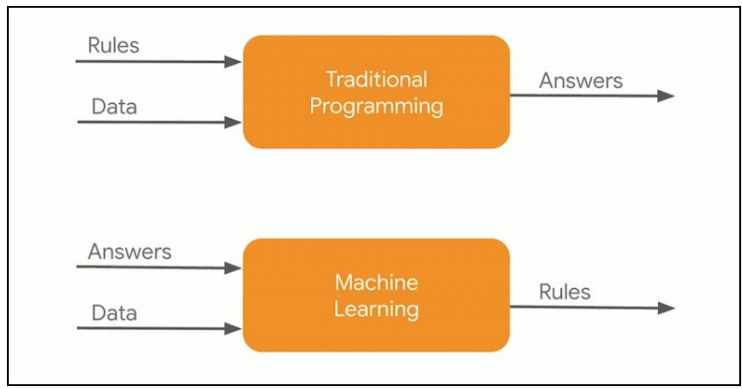 Rules
Data
Traditional
Programming
Answers
Answers
Data
Machine
Learning
Rules